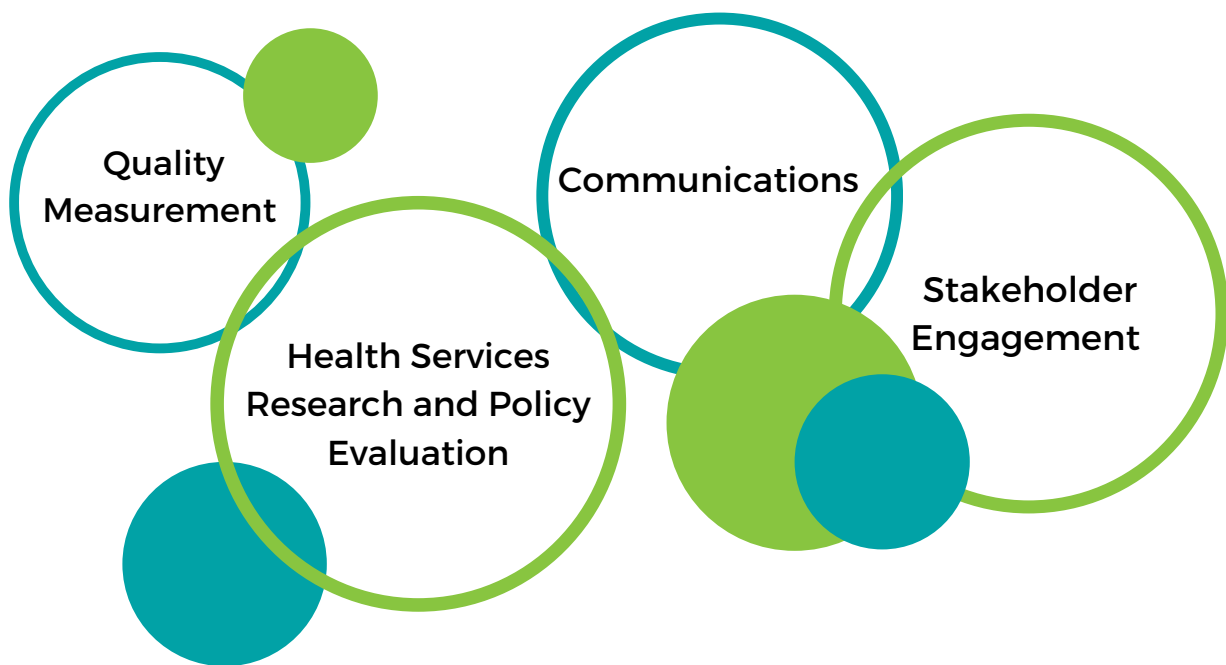 Quality
Measurement
Health Services
Research and Policy
Evaluation
Communications
Stakeholder
Engagement